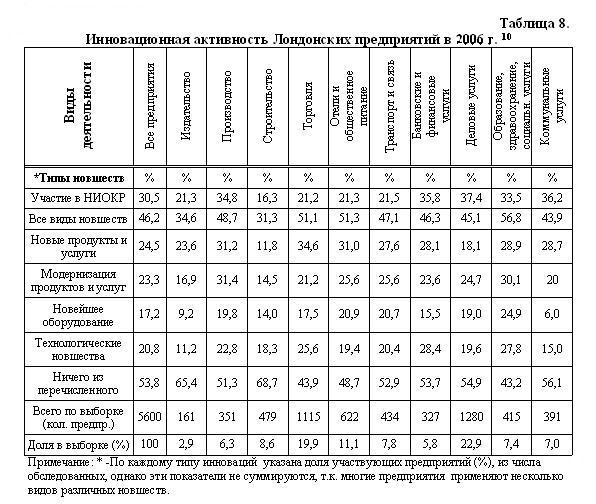 Таблица 8.
Инновационная активность Лондонских предприятий в 2006 г. 10
Виды деятельности | Все предприятия | Издательство | Производство | Строительство | Торговля | Отели и общественное питание | Транспорт и связь | Банковские и финансовые услуги | Деловые услуги | Образование, здравоохранение, социальн. услуги | Коммунальные услуги
*Типы новшеств | % | % | % | % | % | % | % | % | % | % | %
Участие в НИОКР | 30,5 | 21,3 | 34,8 | 16,3 | 21,2 | 21,3 | 21,5 | 35,8 | 37,4 | 33,5 | 36,2
Все виды новшеств | 46,2 | 34,6 | 48,7 | 31,3 | 51,1 | 51,3 | 47,1 | 46,3 | 45,1 | 56,8 | 43,9
Новые продукты и услуги | 24,5 | 23,6 | 31,2 | 11,8 | 34,6 | 31,0 | 27,6 | 28,1 | 18,1 | 28,9 | 28,7
Модернизация продуктов и услуг | 23,3 | 16,9 | 31,4 | 14,5 | 21,2 | 25,6 | 25,6 | 23,6 | 24,7 | 30,1 | 20
Новейшее оборудование | 17,2 | 9,2 | 19,8 | 14,0 | 17,5 | 20,9 | 20,7 | 15,5 | 19,0 | 24,9 | 6,0
Технологические новшества | 20,8 | 11,2 | 22,8 | 18,3 | 25,6 | 19,4 | 20,4 | 28,4 | 19,6 | 27,8 | 15,0
Ничего из перечисленного | 53,8 | 65,4 | 51,3 | 68,7 | 43,9 | 48,7 | 52,9 | 53,7 | 54,9 | 43,2 | 56,1
Всего по выборке (кол. предпр.) | 5600 | 161 | 351 | 479 | 1115 | 622 | 434 | 327 | 1280 | 415 | 391
Доля в выборке (%) | 100 | 2,9 | 6,3 | 8,6 | 19,9 | 11,1 | 7,8 | 5,8 | 22,9 | 7,4 | 7,0
Примечание: * -По каждому типу инноваций указана доля участвующих предприятий (%), из числа
обследованных, однако эти показатели не суммируются, т.к. многие предприятия применяют несколько
видов различных новшеств.